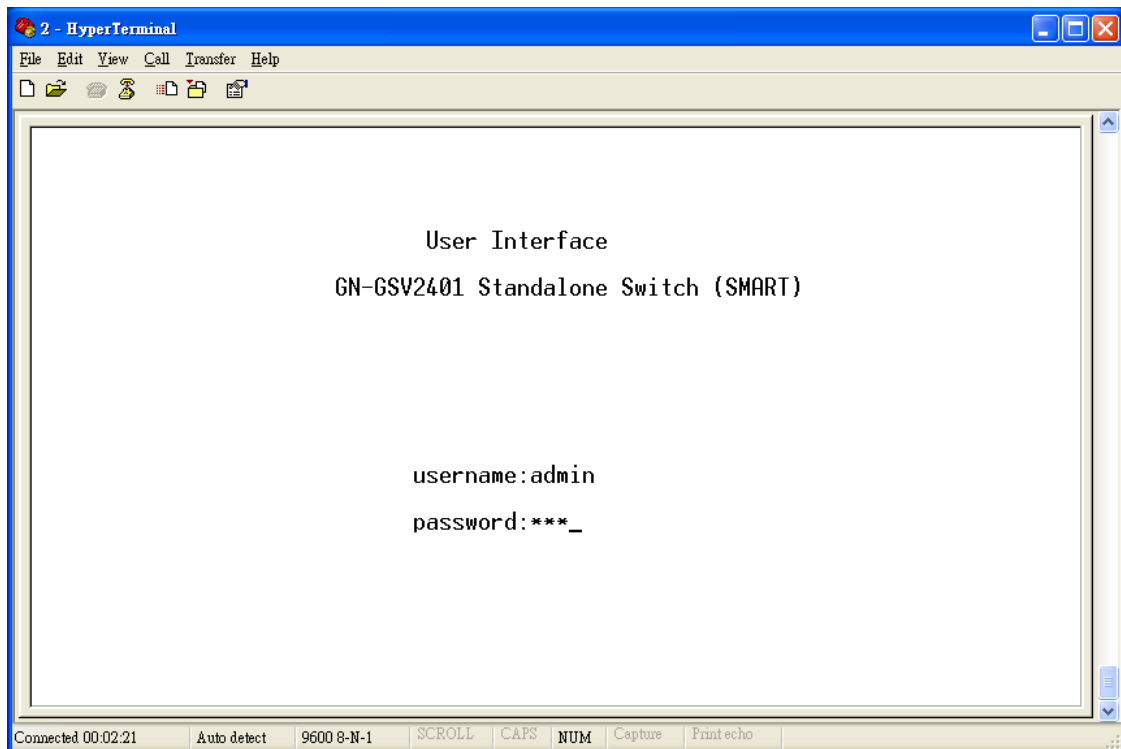 2 - HyperTerminal
File Edit View Call Transfer Help
User Interface
GN-GSV2401 Standalone Switch (SMART)
username:admin
password:***_
Connected 00:02:21 Auto detect 9600 8-N-1 SCROLL CAPS NUM Capture Print echo